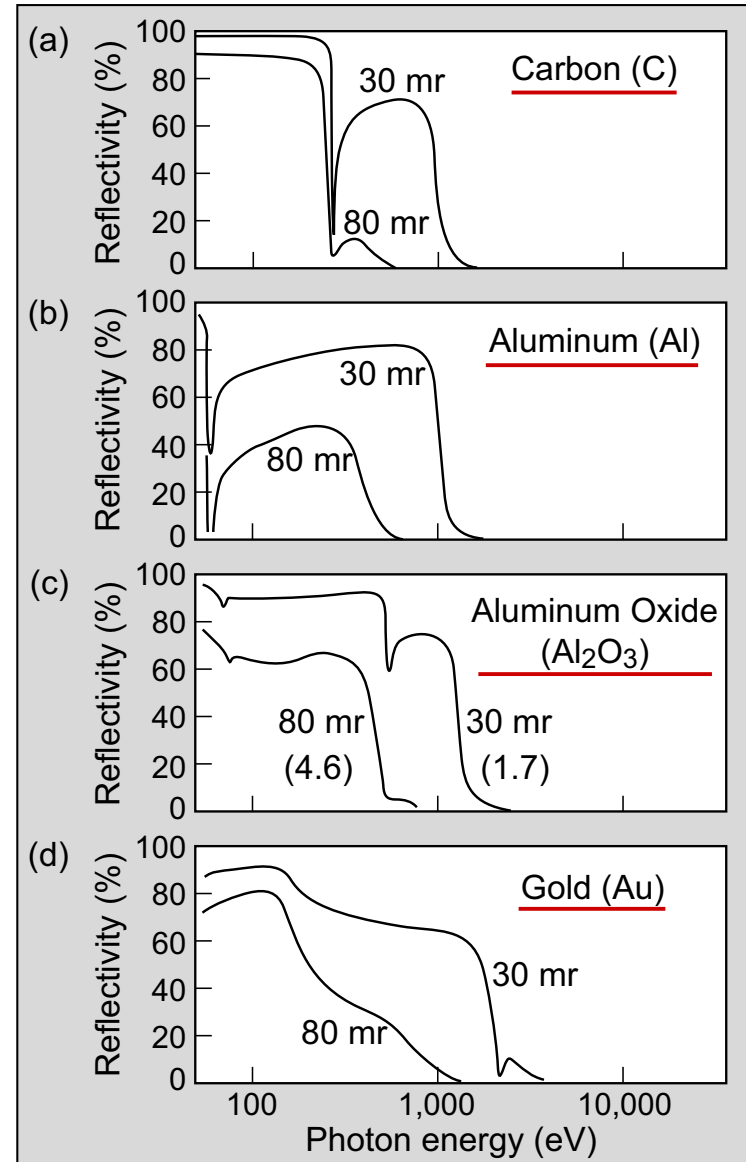 (a)
Reflectivity (%)
100
80
60
40
20
0
30 mr
80 mr
Carbon (C)
(b)
Reflectivity (%)
100
80
60
40
20
0
30 mr
80 mr
Aluminum (Al)
(c)
Reflectivity (%)
100
80
60
40
20
0
Aluminum Oxide
(Al₂O₃)
80 mr
(4.6)
30 mr
(1.7)
(d)
Reflectivity (%)
100
80
60
40
20
0
Gold (Au)
30 mr
80 mr
100 1,000 10,000
Photon energy (eV)